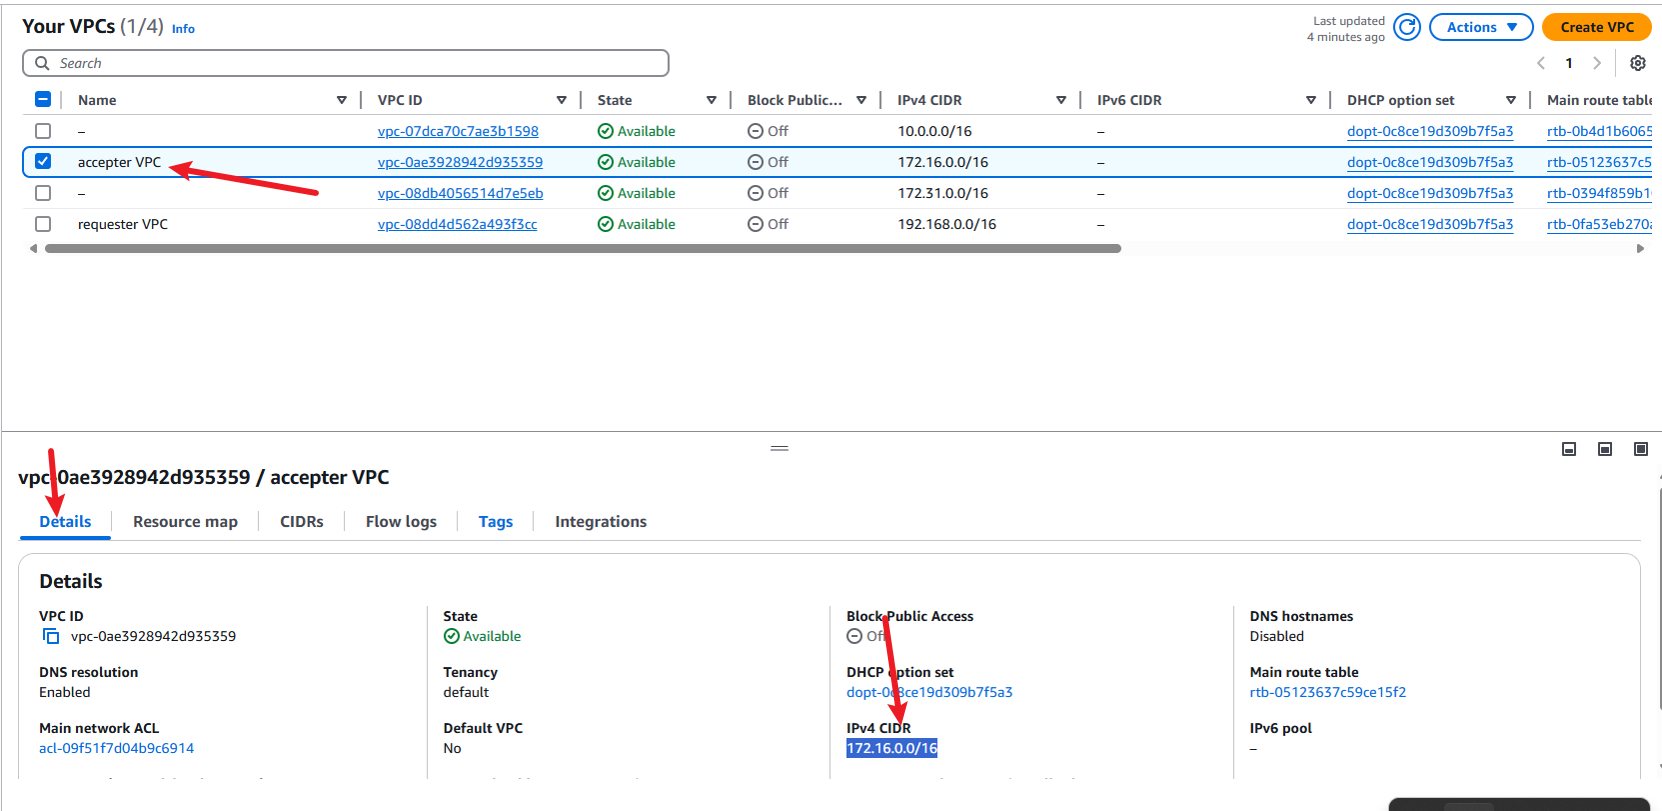 Your VPCs (1/4) Info
Last updated
4 minutes ago
Actions
Create VPC
Search
1
Name VPC ID State Block Public... IPv4 CIDR IPv6 CIDR DHCP option set Main route table
– vpc-07dca70c7ae3b1598 Available Off 10.0.0.0/16 – dopt-0c8ce19d309b7f5a3 rtb-0b4d1b6065
accepter VPC vpc-0ae3928942d935359 Available Off 172.16.0.0/16 – dopt-0c8ce19d309b7f5a3 rtb-05123637c5
– vpc-08db4056514d7e5eb Available Off 172.31.0.0/16 – dopt-0c8ce19d309b7f5a3 rtb-0394f859b1
requester VPC vpc-08dd4d562a493f3cc Available Off 192.168.0.0/16 – dopt-0c8ce19d309b7f5a3 rtb-0fa53eb270
vpc-0ae3928942d935359 / accepter VPC
Details Resource map CIDRs Flow logs Tags Integrations
Details
VPC ID State Block Public Access DNS hostnames
vpc-0ae3928942d935359 Available Off Disabled
DNS resolution Tenancy DHCP option set Main route table
Enabled default dopt-0c8ce19d309b7f5a3 rtb-05123637c59ce15f2
Main network ACL Default VPC IPv4 CIDR IPv6 pool
acl-09f51f7d04b9c6914 No 172.16.0.0/16 –